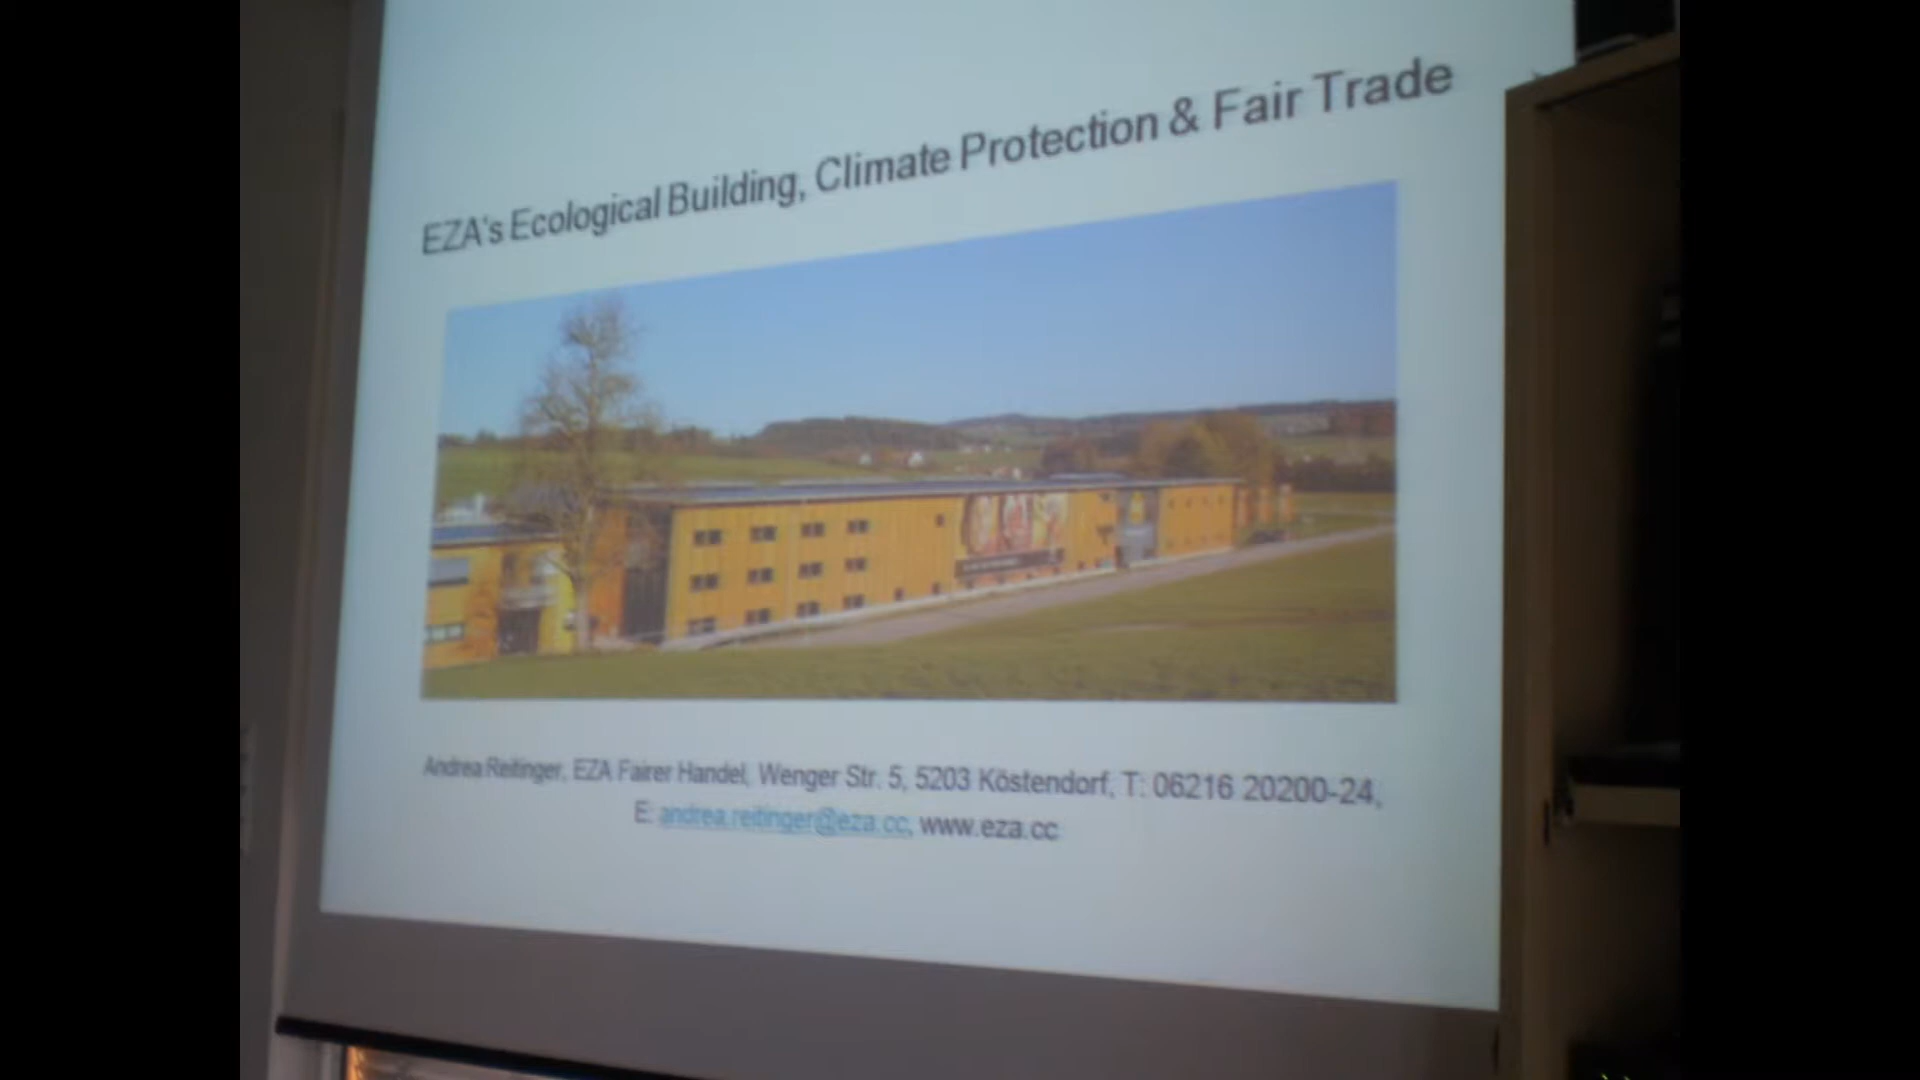 EZA's Ecological Building, Climate Protection & Fair Trade
Andrea Reitinger, EZA Fairer Handel, Wenger Str. 5, 5203 Köstendorf, T: 06216 20200-24,
E: andrea.reitinger@eza.cc, www.eza.cc